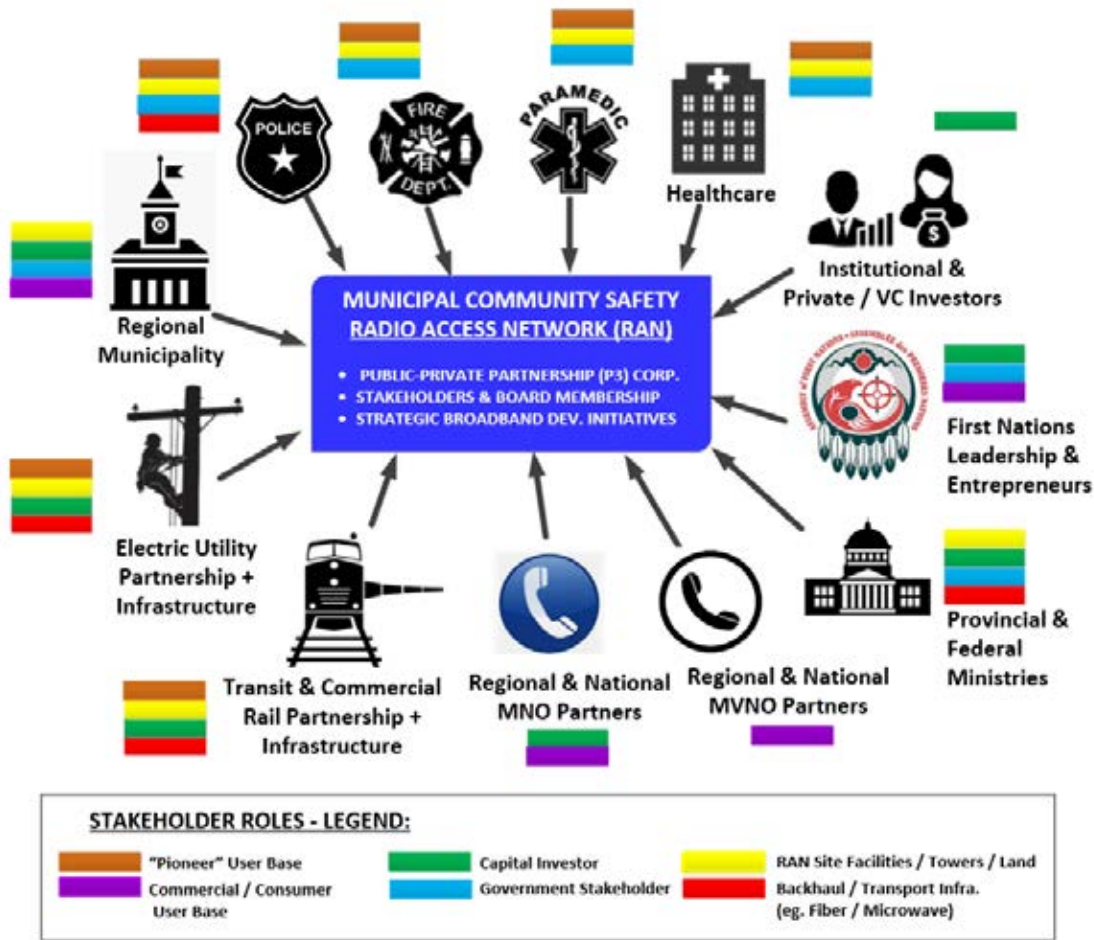 POLICE
FIRE
DEPT.
PARAMEDIC
Healthcare
Institutional &
Private / VC Investors
Regional
Municipality
MUNICIPAL COMMUNITY SAFETY
RADIO ACCESS NETWORK (RAN)
• PUBLIC-PRIVATE PARTNERSHIP (P3) CORP.
• STAKEHOLDERS & BOARD MEMBERSHIP
• STRATEGIC BROADBAND DEV. INITIATIVES
$
First Nations
Leadership &
Entrepreneurs
Electric Utility
Partnership +
Infrastructure
Transit & Commercial
Rail Partnership +
Infrastructure
Regional & National
MNO Partners
Regional & National
MVNO Partners
Provincial &
Federal
Ministries
STAKEHOLDER ROLES - LEGEND:
"Pioneer" User Base
Commercial / Consumer
User Base
Capital Investor
Government Stakeholder
RAN Site Facilities / Towers / Land
Backhaul / Transport Infra.
(eg. Fiber / Microwave)